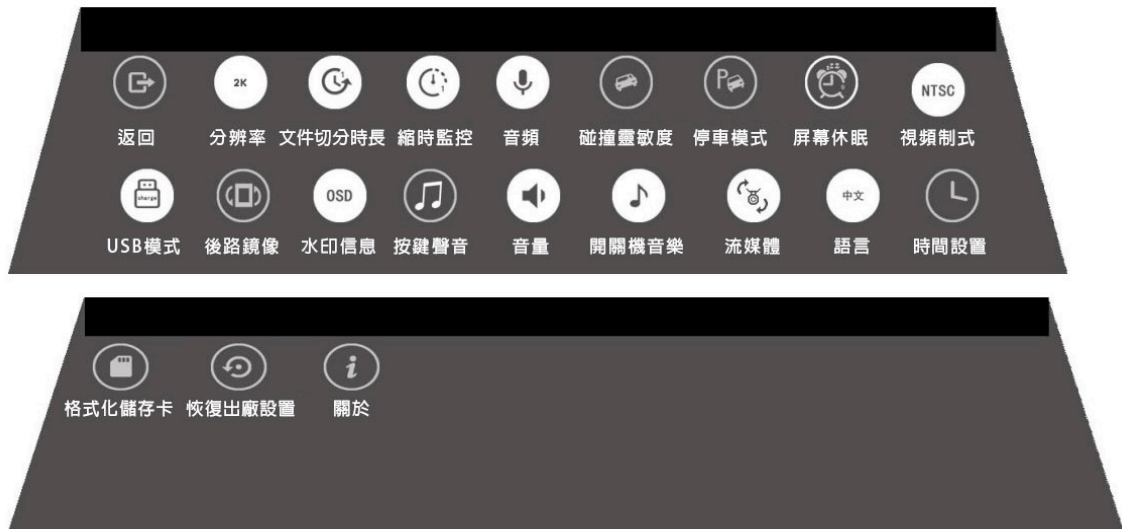 2K
1
1
P
NTSC
返回 分辨率 文件切分時長 縮時監控 音頻 碰撞靈敏度 停車模式 屏幕休眠 視頻制式
charge
OSD
中文
USB模式 後路鏡像 水印信息 按鍵聲音 音量 開關機音樂 流媒體 語言 時間設置
i
格式化儲存卡 恢復出廠設置 關於